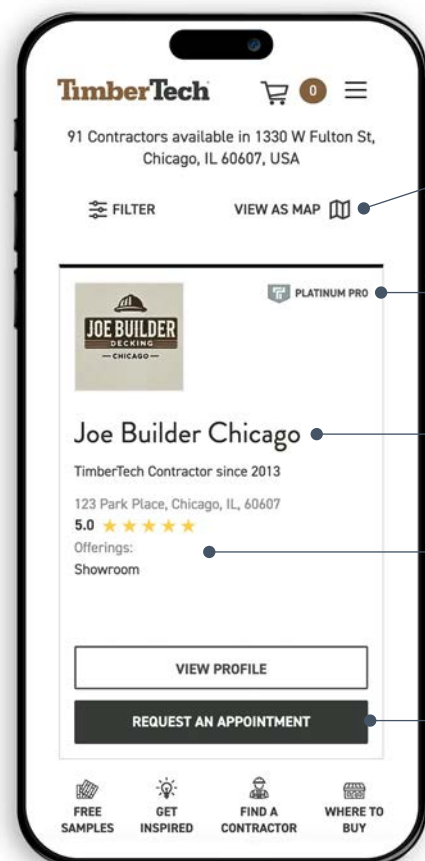 TimberTech
0
91 Contractors available in 1330 W Fulton St,
Chicago, IL 60607, USA
FILTER
VIEW AS MAP
PLATINUM PRO
JOE BUILDER
DECKING
— CHICAGO —
Joe Builder Chicago
TimberTech Contractor since 2013
123 Park Place, Chicago, IL, 60607
5.0
Offerings:
Showroom
VIEW PROFILE
REQUEST AN APPOINTMENT
FREE
SAMPLES
GET
INSPIRED
FIND A
CONTRACTOR
WHERE TO
BUY